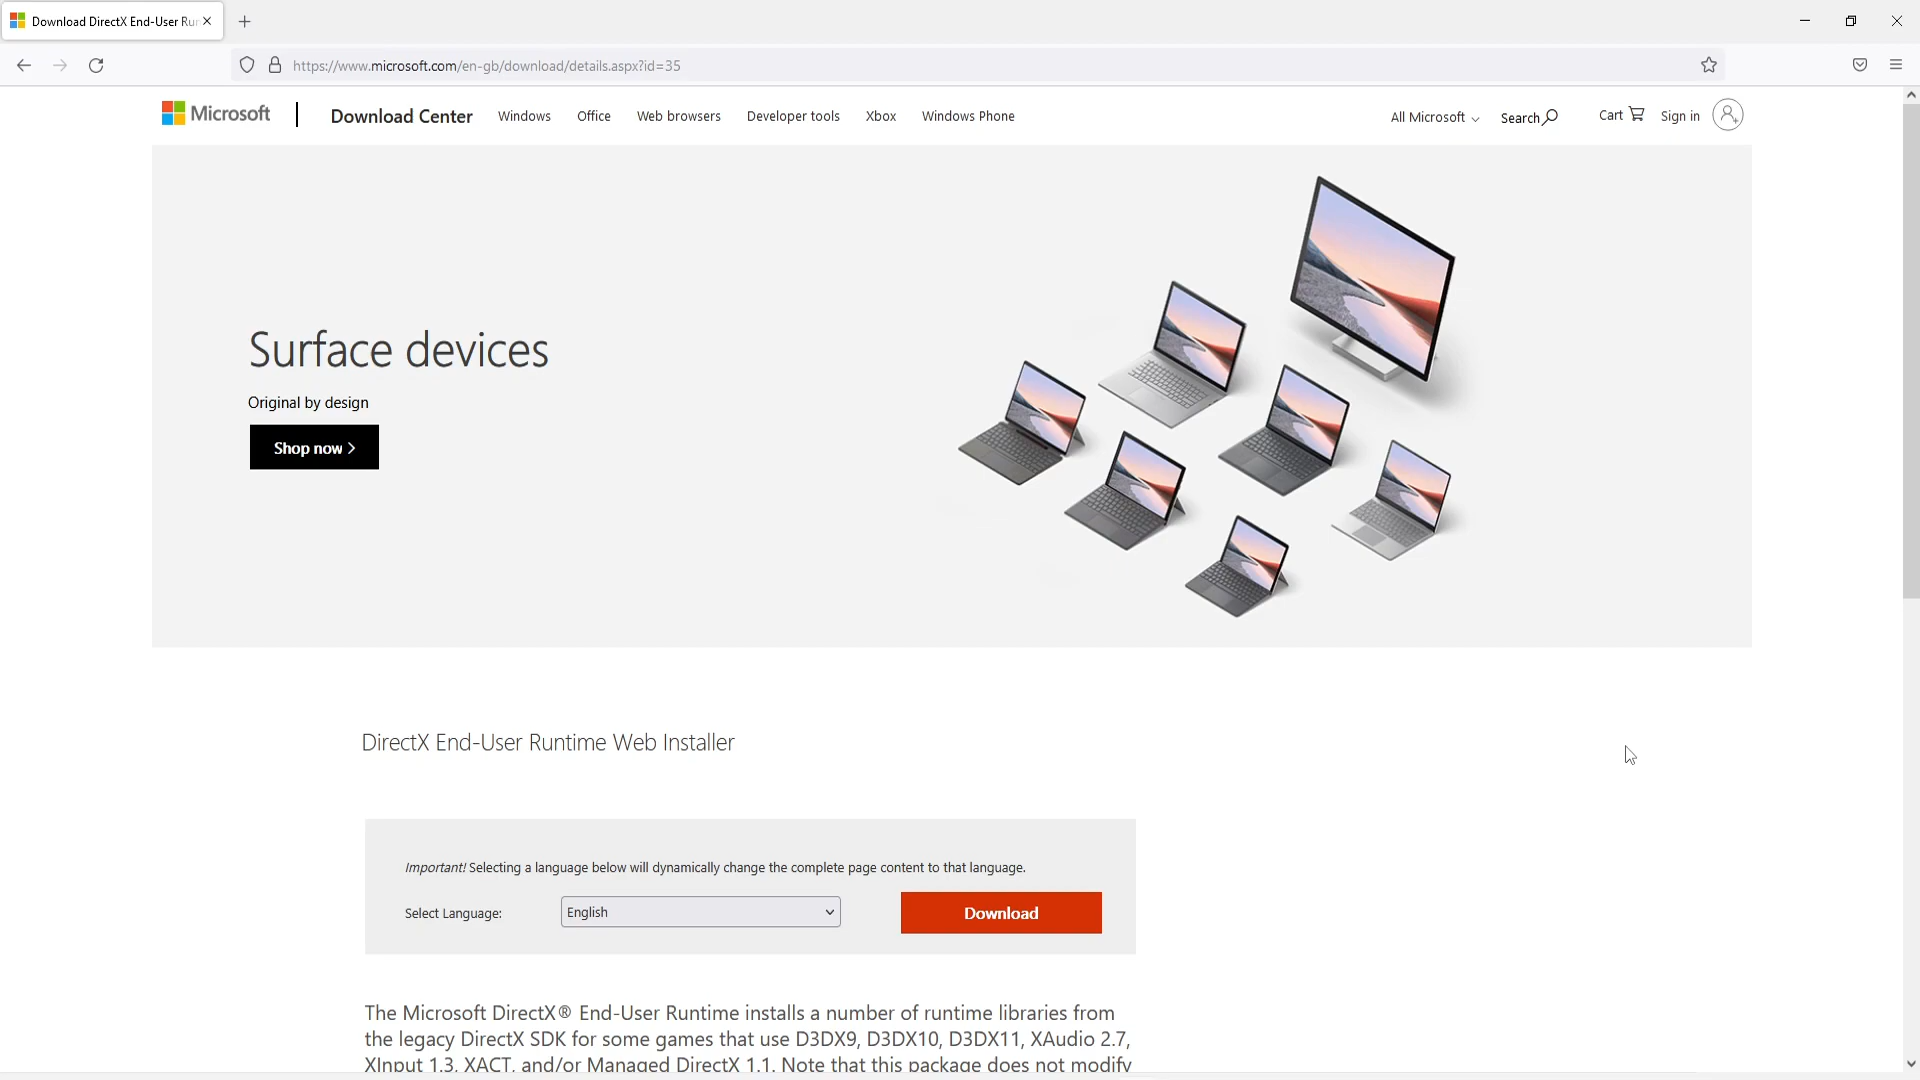 Download DirectX End-User Run
https://www.microsoft.com/en-gb/download/details.aspx?id=35
Microsoft
Download Center
Windows
Office
Web browsers
Developer tools
Xbox
Windows Phone
All Microsoft
Search
Cart
Sign in
Surface devices
Original by design
Shop now >
DirectX End-User Runtime Web Installer
Important! Selecting a language below will dynamically change the complete page content to that language.
Select Language:
English
Download
The Microsoft DirectX® End-User Runtime installs a number of runtime libraries from
the legacy DirectX SDK for some games that use D3DX9, D3DX10, D3DX11, XAudio 2.7,
XInput 1.3, XACT, and/or Managed DirectX 1.1. Note that this package does not modify